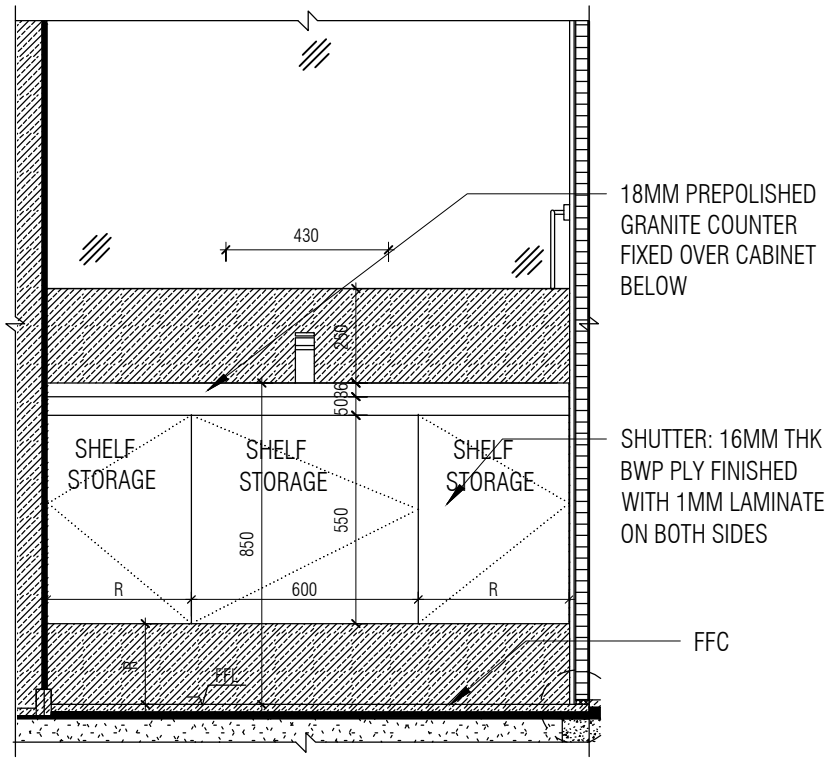 18MM PREPOLISHED
GRANITE COUNTER
FIXED OVER CABINET
BELOW
430
250
36
50
SHELF
STORAGE
SHELF
STORAGE
SHELF
STORAGE
SHUTTER: 16MM THK
BWP PLY FINISHED
WITH 1MM LAMINATE
ON BOTH SIDES
850
550
R
600
R
FFC
R
FFL